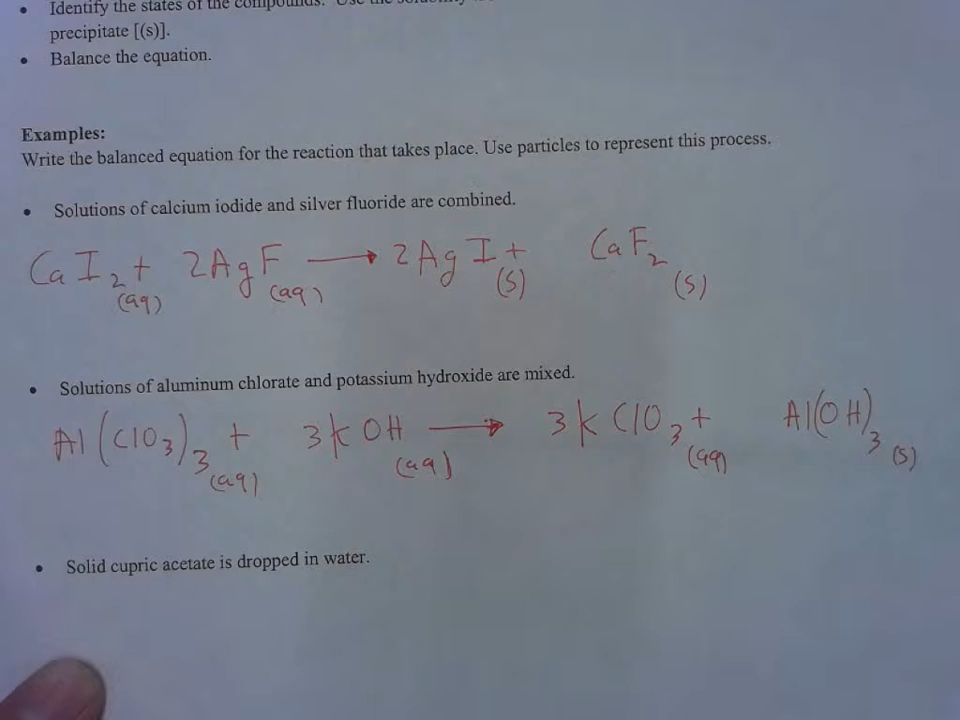 • Identify the states of the compounds. Use the
precipitate [(s)].
• Balance the equation.
Examples:
Write the balanced equation for the reaction that takes place. Use particles to represent this process.
• Solutions of calcium iodide and silver fluoride are combined.
CaI₂ (aq) + 2AgF (aq) → 2AgI (s) + CaF₂ (s)
• Solutions of aluminum chlorate and potassium hydroxide are mixed.
Al(ClO₃)₃ (aq) + 3KOH (aq) → 3KClO₃ (aq) + Al(OH)₃ (s)
• Solid cupric acetate is dropped in water.